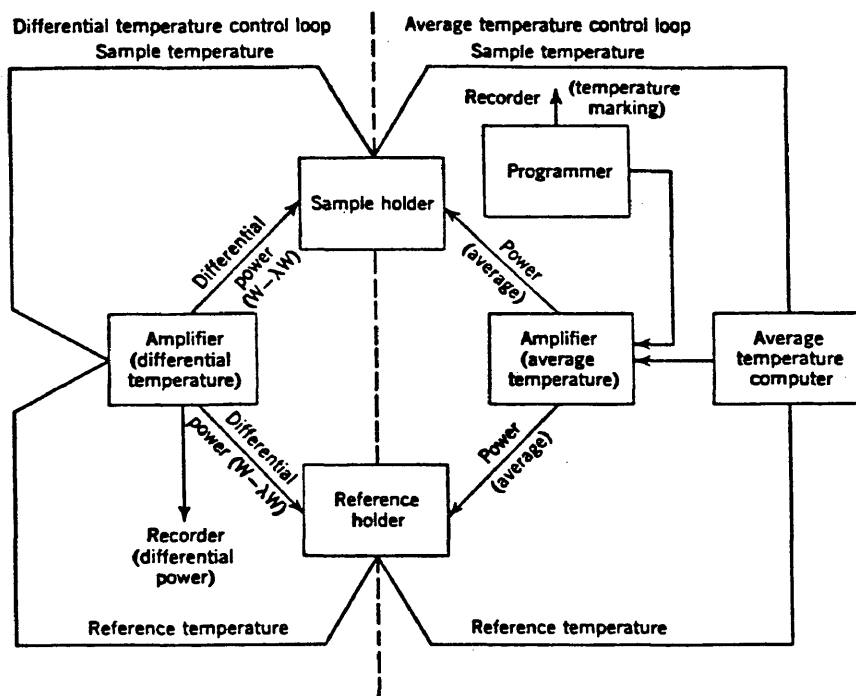 Differential temperature control loop
Sample temperature
Average temperature control loop
Sample temperature
Recorder
(temperature
marking)
Programmer
Sample holder
Differential
power
(W−λW)
Power
(average)
Amplifier
(differential
temperature)
Amplifier
(average
temperature)
Average
temperature
computer
Differential
power (W−λW)
Power
(average)
Reference
holder
Recorder
(differential
power)
Reference temperature
Reference temperature